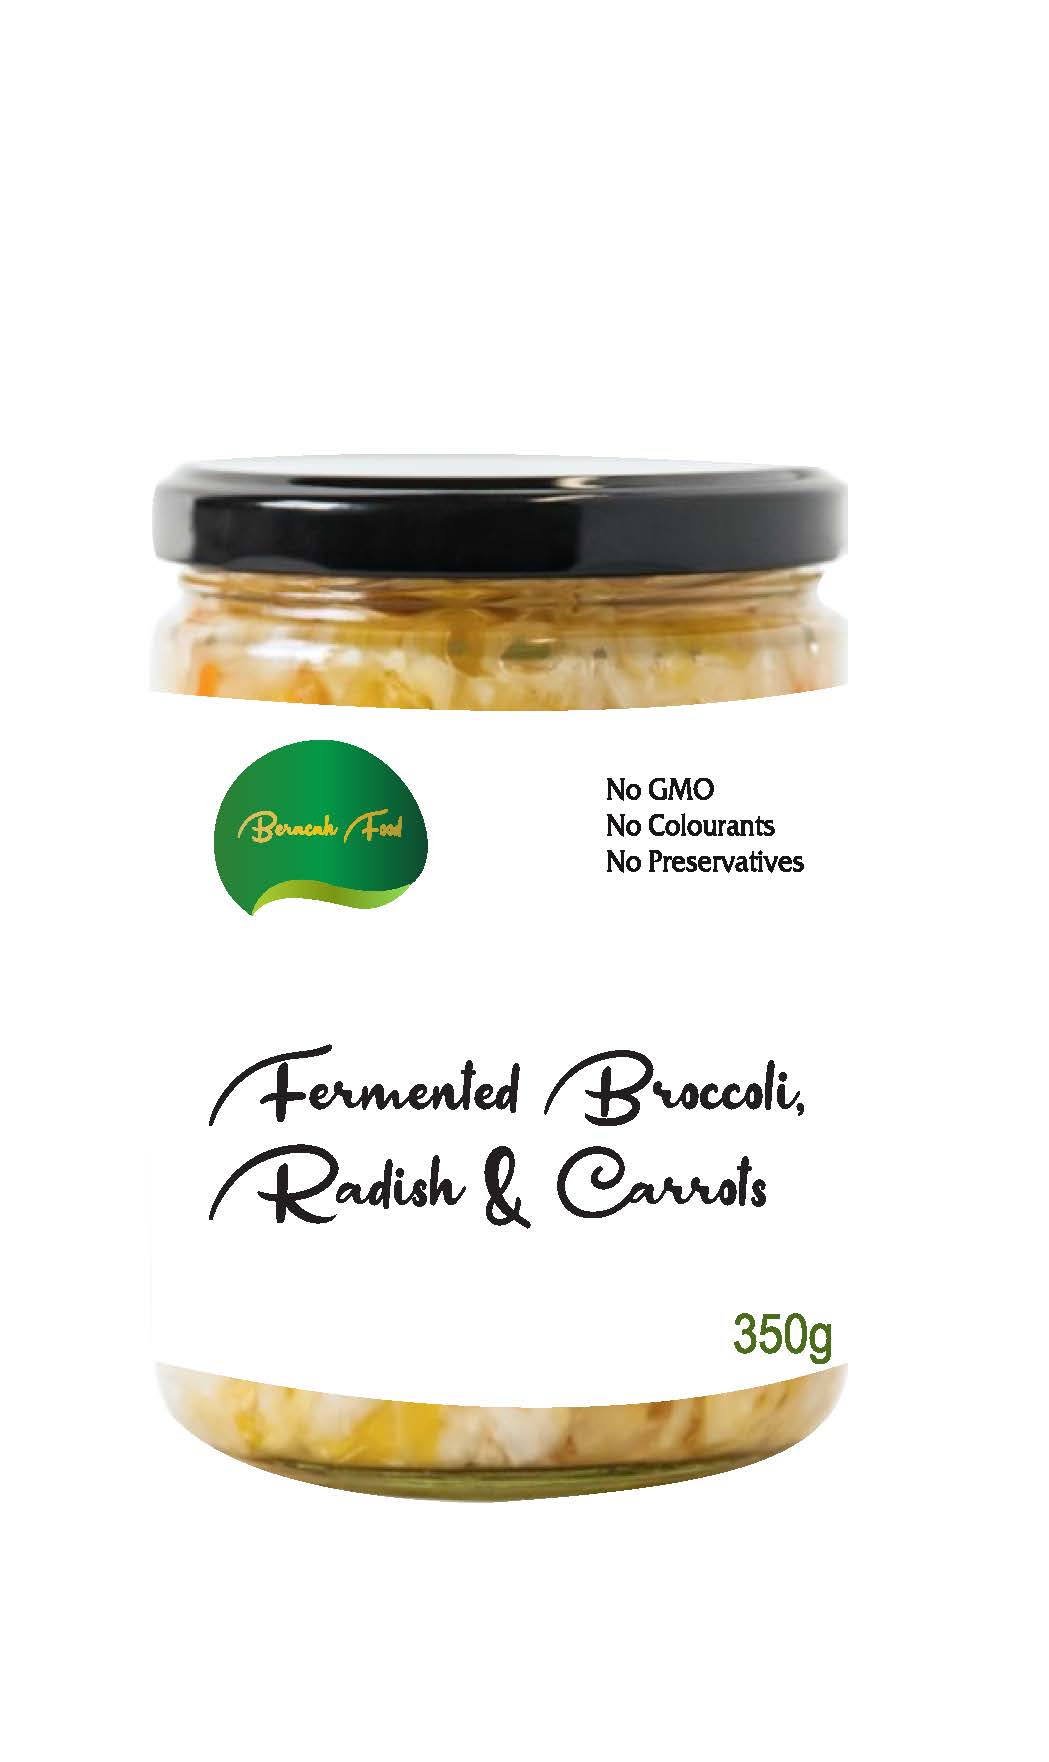 Beracah Food
No GMO
No Colourants
No Preservatives
Fermented Broccoli,
Radish & Carrots
350g